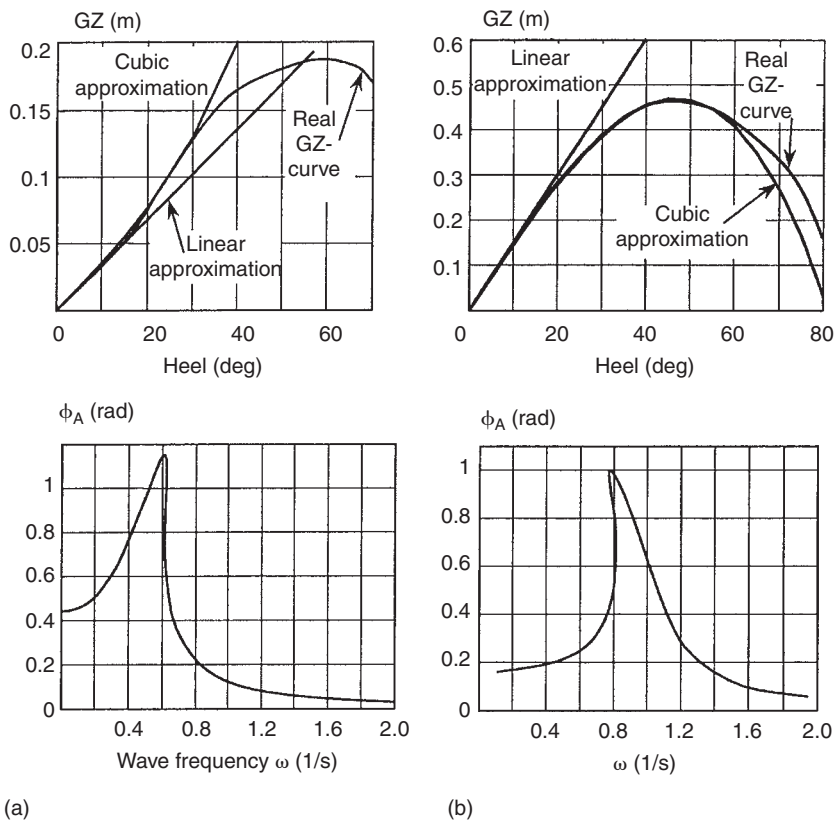 GZ (m)
0.2
0.15
0.1
0.05
0
20
40
60
Heel (deg)
Cubic
approximation
Real
GZ-
curve
Linear
approximation
GZ (m)
0.6
0.5
0.4
0.3
0.2
0.1
0
20
40
60
80
Heel (deg)
Linear
approximation
Real
GZ-
curve
Cubic
approximation
ϕA (rad)
1
0.8
0.6
0.4
0.2
0
0.4
0.8
1.2
1.6
2.0
Wave frequency ω (1/s)
(a)
ϕA (rad)
1
0.8
0.6
0.4
0.2
0
0.4
0.8
1.2
1.6
2.0
ω (1/s)
(b)